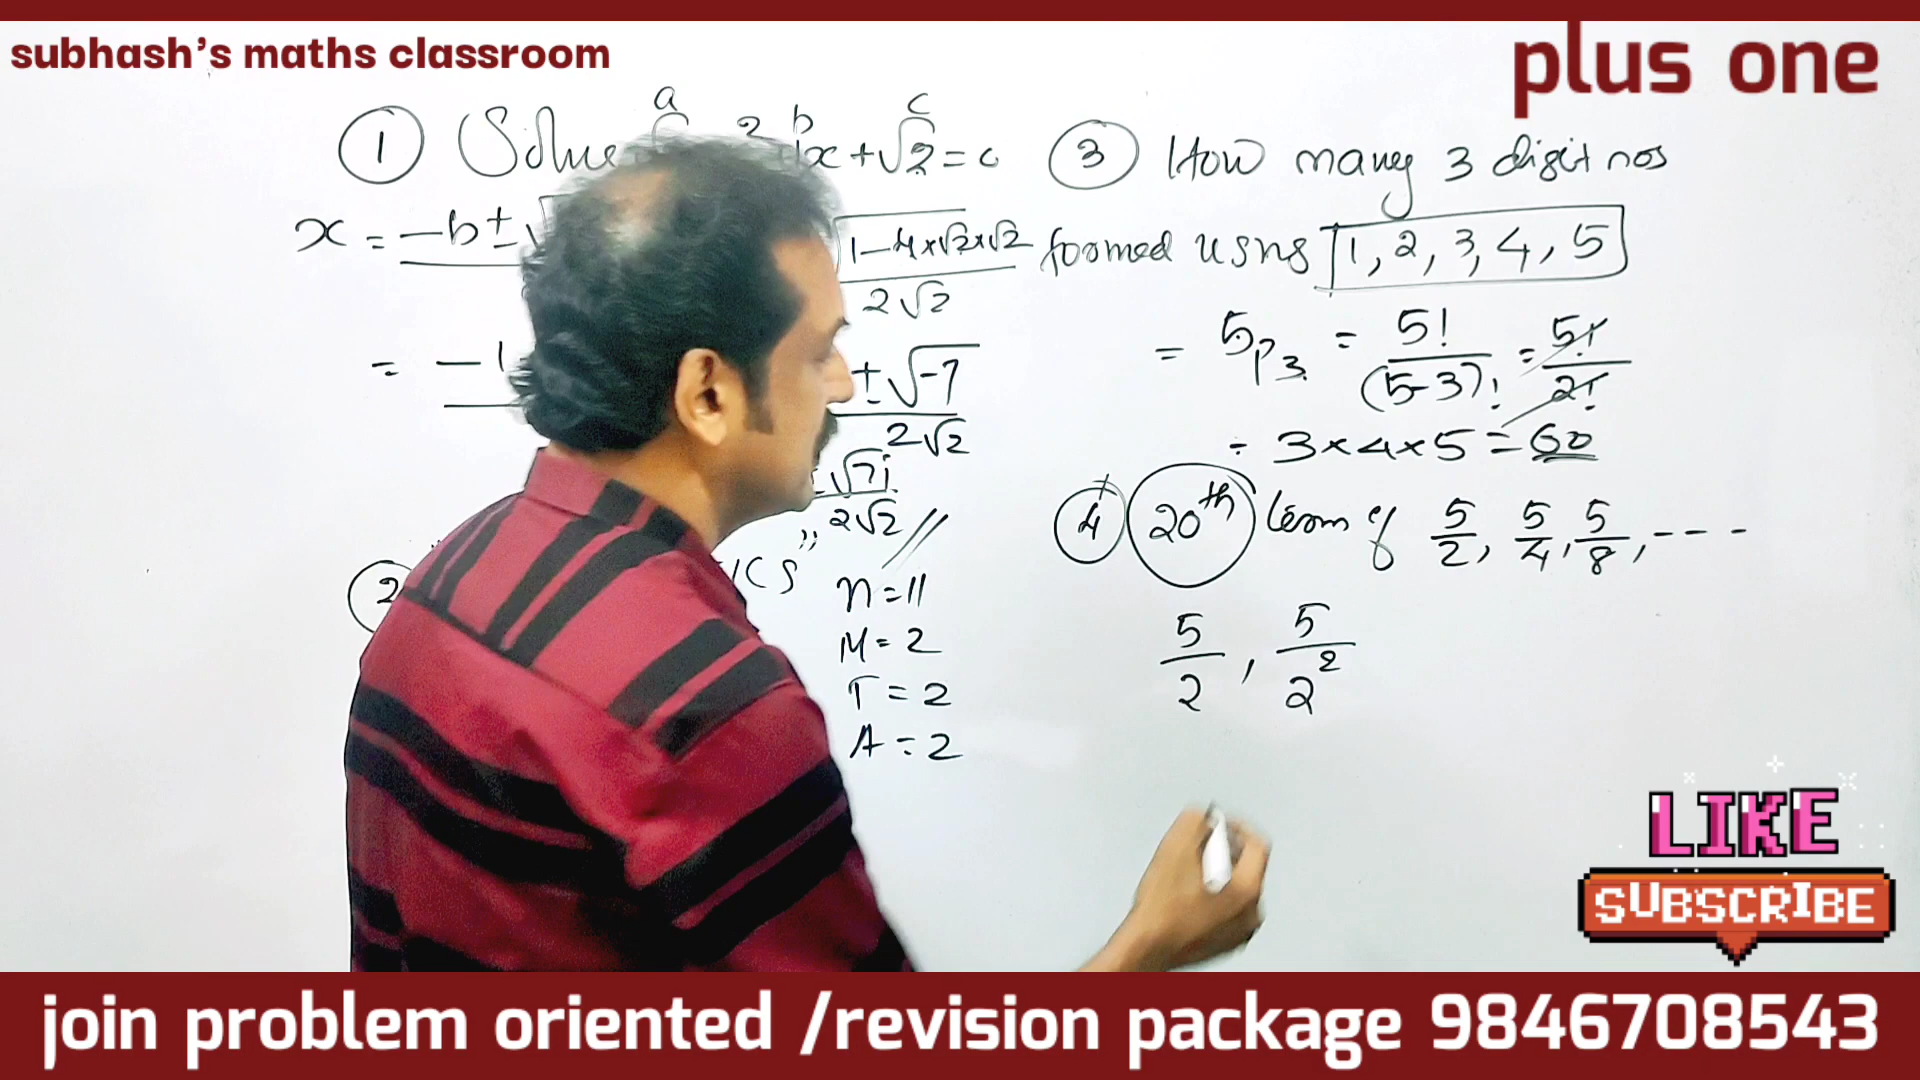 subhash's maths classroom
plus one
1 Solve a 2 b x + c √2 = 0
x = -b ± √ 1-4×√2×√2
2√2
= -1 ± √-7
2√2
√7i
2√2
2 ICS"
n=11
M=2
T=2
A=2
3 How many 3 digit nos
formed using 1, 2, 3, 4, 5
= 5P3 = 5!/(5-3)! = 5!/2!
= 3×4×5 = 60
4 20th term of 5/2, 5/4, 5/8, ---
5/2, 5/2²
LIKE
SUBSCRIBE
join problem oriented /revision package 9846708543